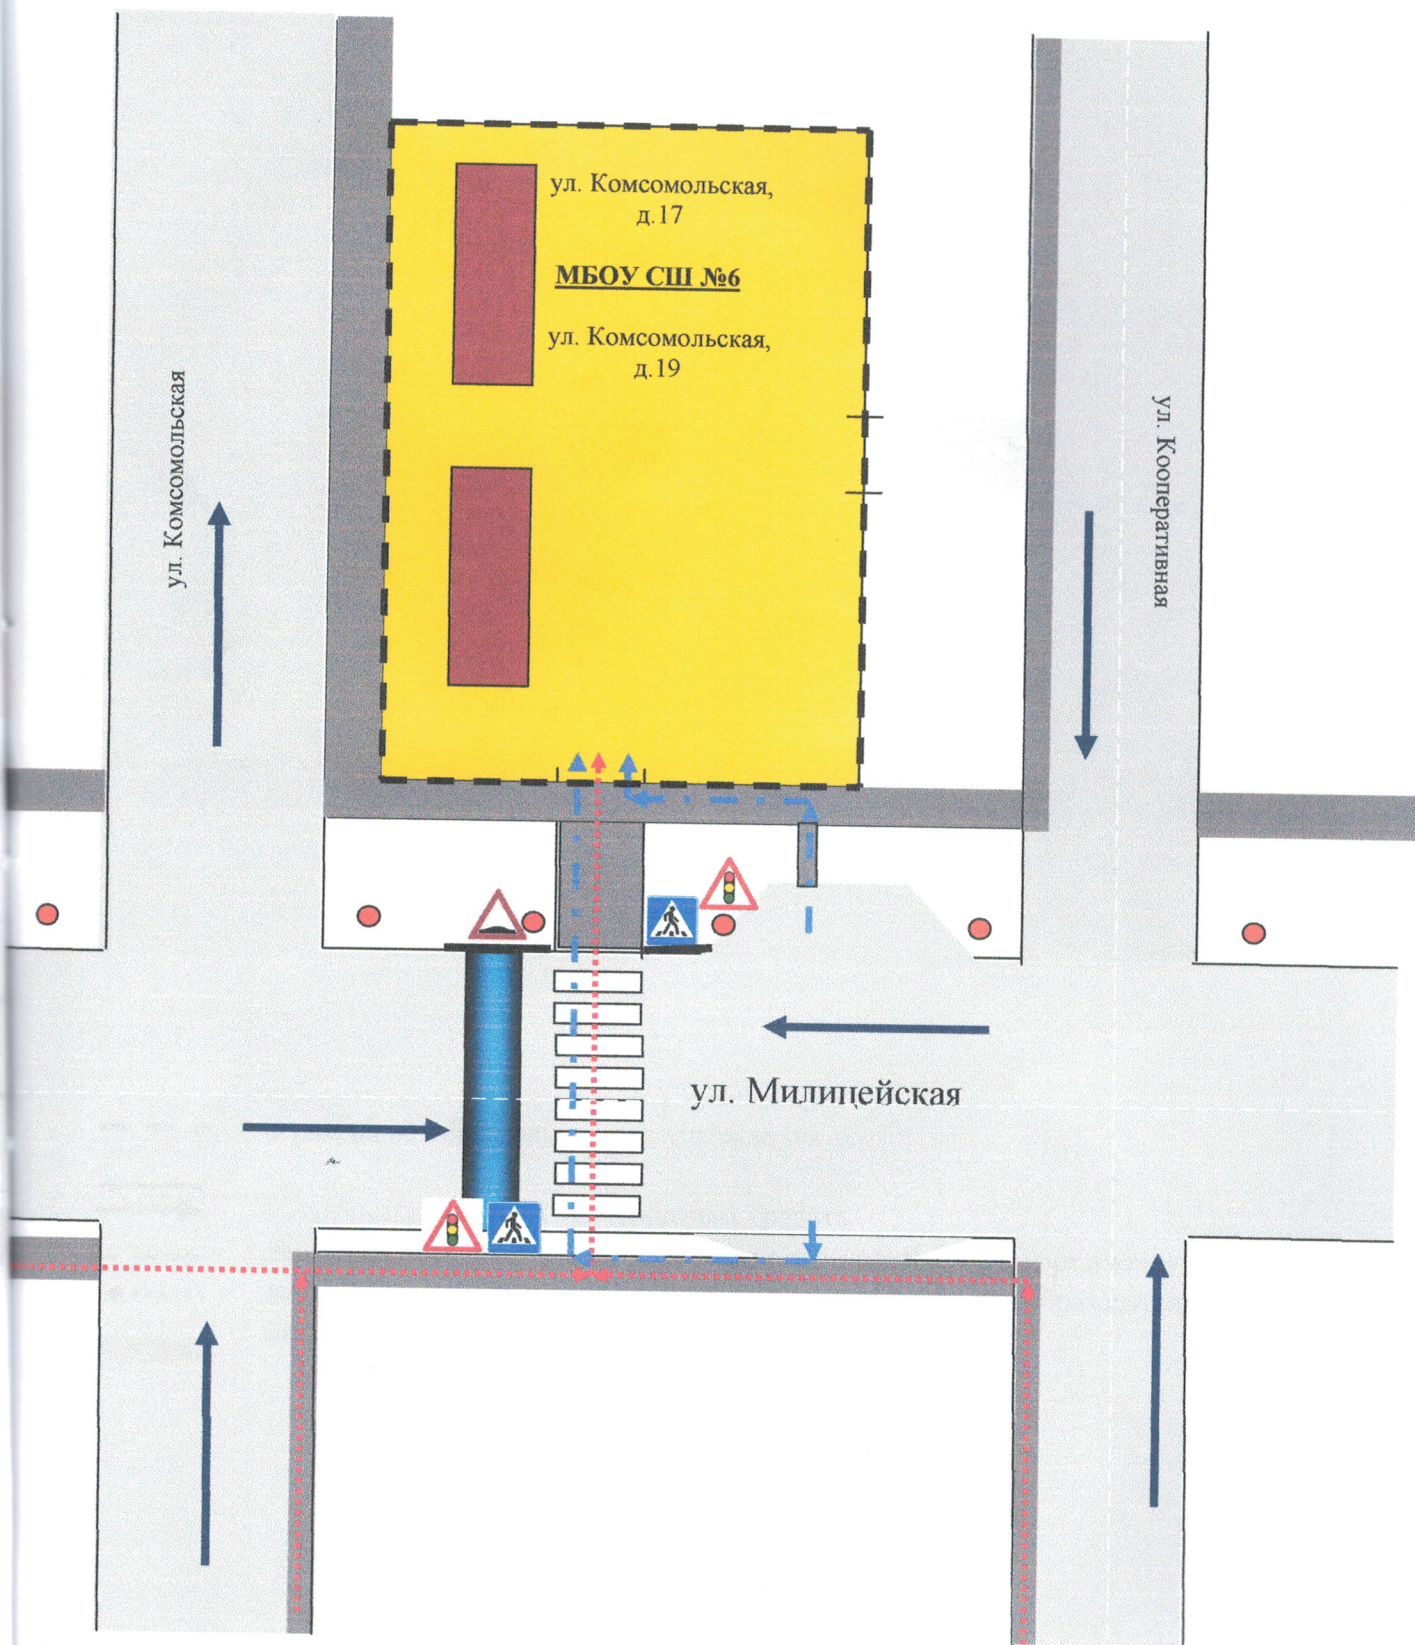 ул. Комсомольская,
д.17
МБОУ СШ №6
ул. Комсомольская,
д.19
ул. Комсомольская
ул. Кооперативная
ул. Милицейская